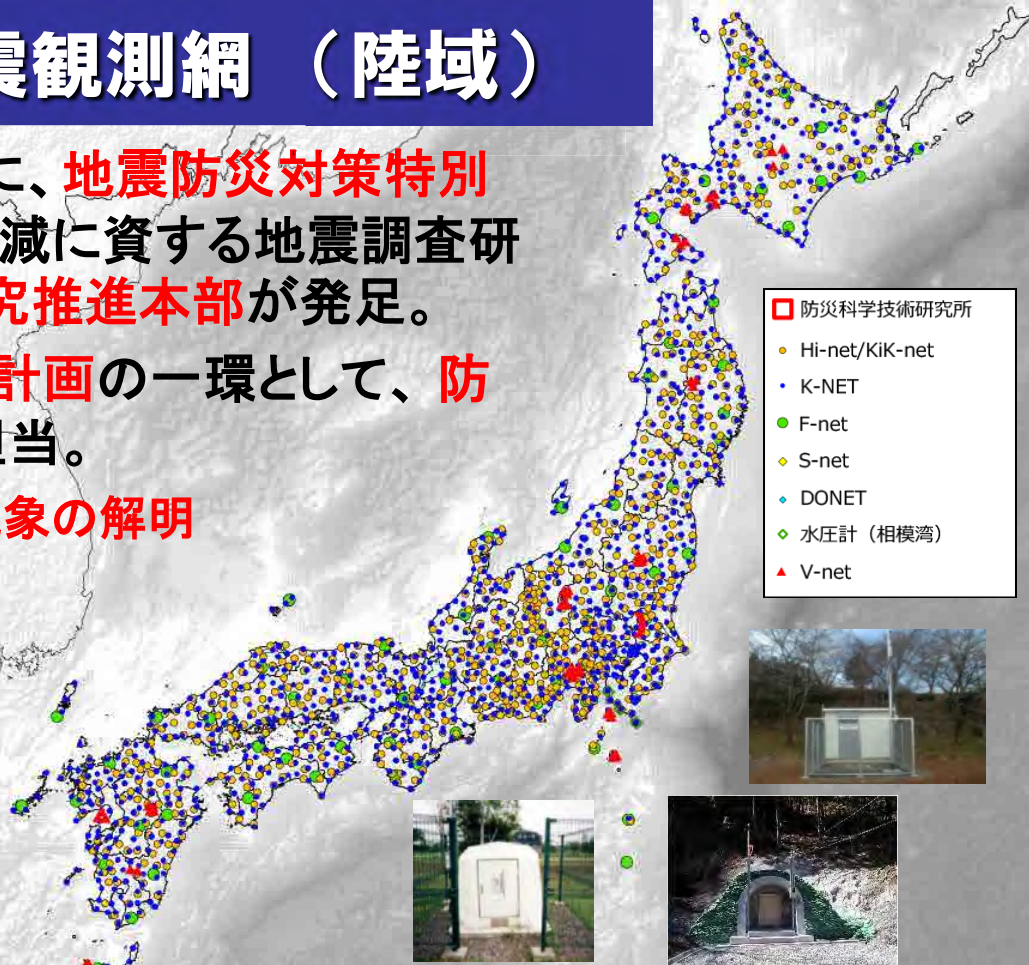 震観測網 （陸域）
て、地震防災対策特別
減に資する地震調査研
究推進本部が発足。
計画の一環として、防
担当。
象の解明
防災科学技術研究所
Hi-net/KiK-net
K-NET
F-net
S-net
DONET
水圧計（相模湾）
V-net